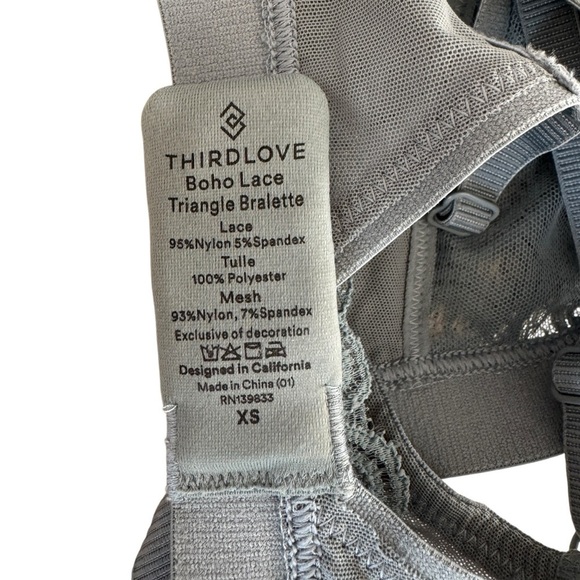 THIRDLOVE
Boho Lace
Triangle Bralette
Lace
95%Nylon 5%Spandex
Tulle
100% Polyester
Mesh
93%Nylon, 7%Spandex
Exclusive of decoration
Designed in California
Made in China (01)
RN139833
XS